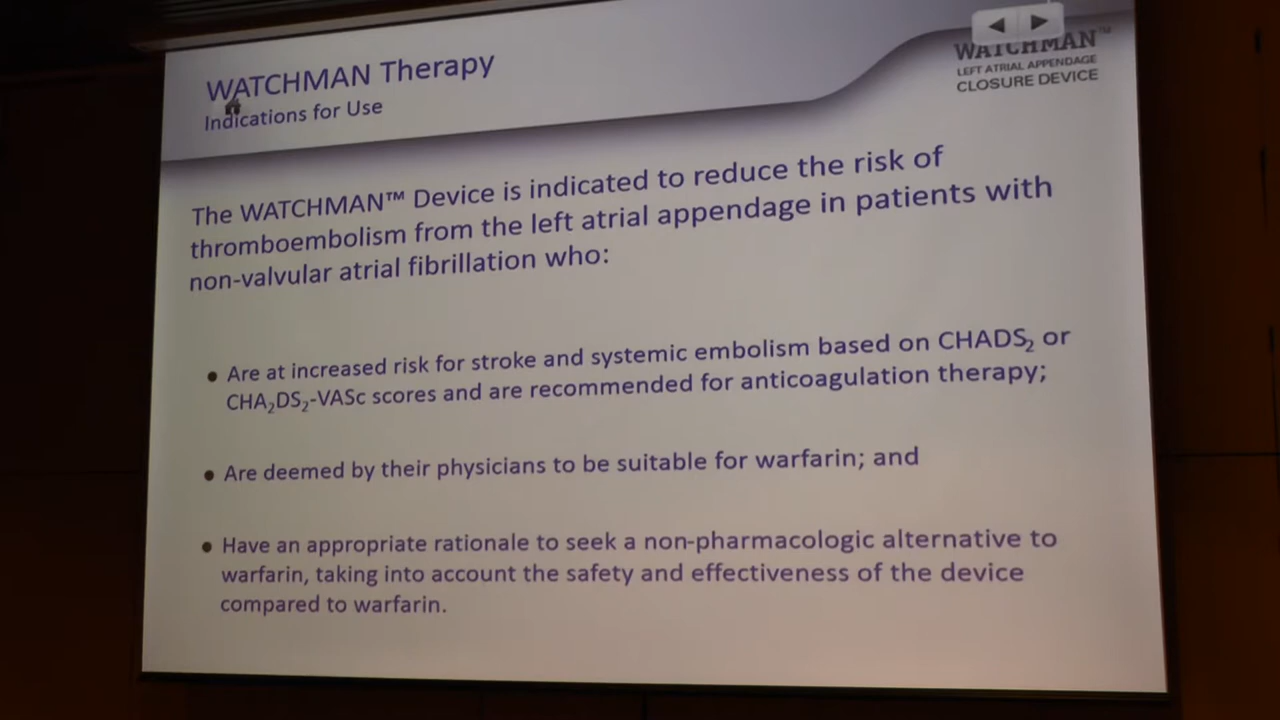 WATCHMAN Therapy
Indications for Use
WATCHMAN™
LEFT ATRIAL APPENDAGE
CLOSURE DEVICE
The WATCHMAN™ Device is indicated to reduce the risk of
thromboembolism from the left atrial appendage in patients with
non-valvular atrial fibrillation who:
● Are at increased risk for stroke and systemic embolism based on CHADS₂ or
CHA₂DS₂-VASc scores and are recommended for anticoagulation therapy;
● Are deemed by their physicians to be suitable for warfarin; and
● Have an appropriate rationale to seek a non-pharmacologic alternative to
warfarin, taking into account the safety and effectiveness of the device
compared to warfarin.